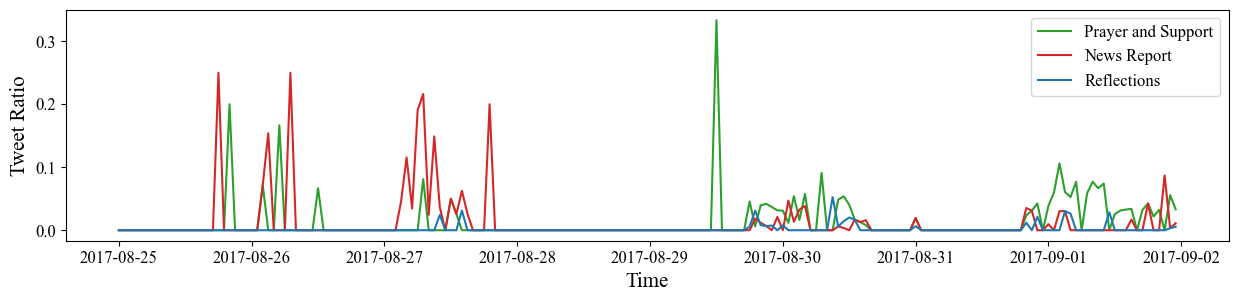 Prayer and Support
News Report
Reflections
Tweet Ratio
0.3
0.2
0.1
0.0
2017-08-25
2017-08-26
2017-08-27
2017-08-28
2017-08-29
2017-08-30
2017-08-31
2017-09-01
2017-09-02
Time